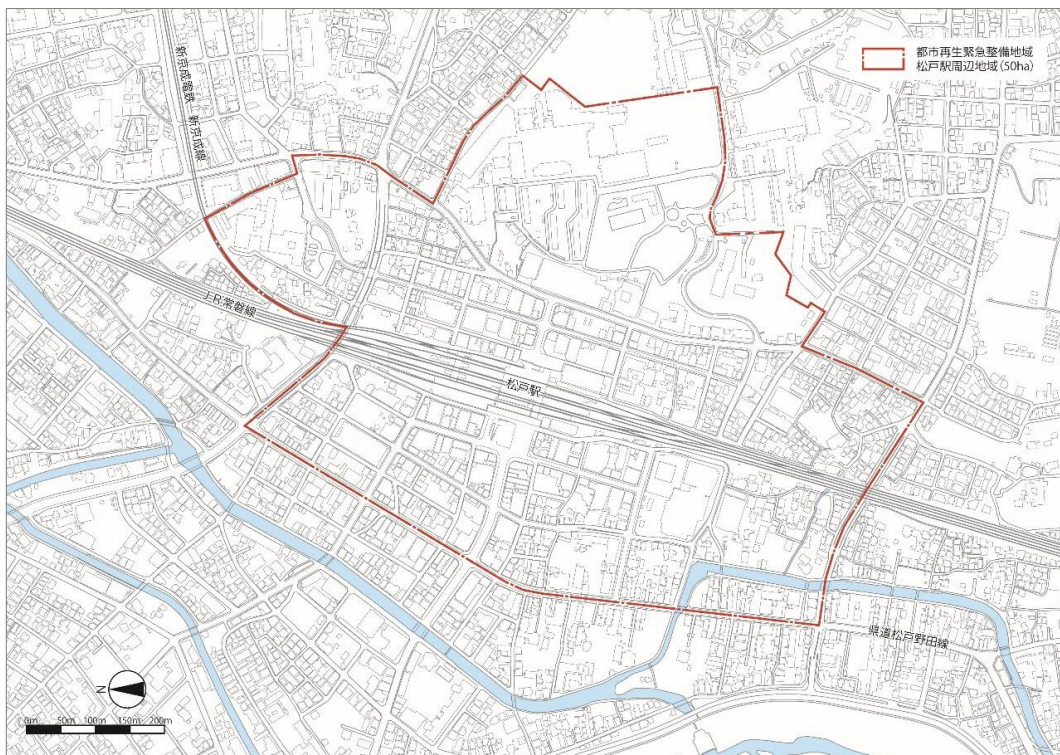 都市再生緊急整備地域
松戸駅周辺地域(50ha)
新京成電鉄 新京成線
JR常磐線
松戸駅
県道松戸野田線
N
0m 50m 100m 150m 200m